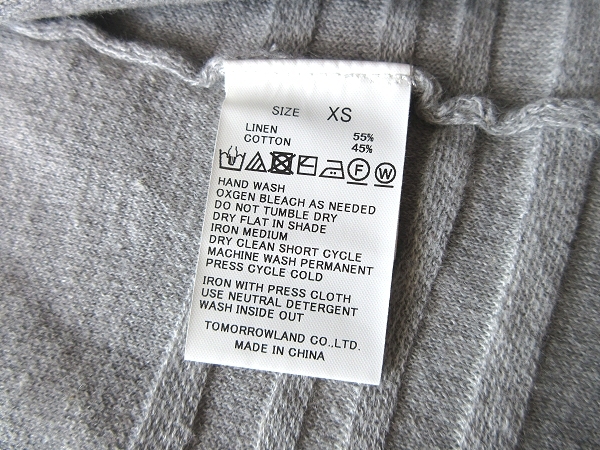 SIZE XS
LINEN 55%
COTTON 45%
F W
HAND WASH
OXGEN BLEACH AS NEEDED
DO NOT TUMBLE DRY
DRY FLAT IN SHADE
IRON MEDIUM
DRY CLEAN SHORT CYCLE
MACHINE WASH PERMANENT
PRESS CYCLE COLD
IRON WITH PRESS CLOTH
USE NEUTRAL DETERGENT
WASH INSIDE OUT
TOMORROWLAND CO.,LTD.
MADE IN CHINA